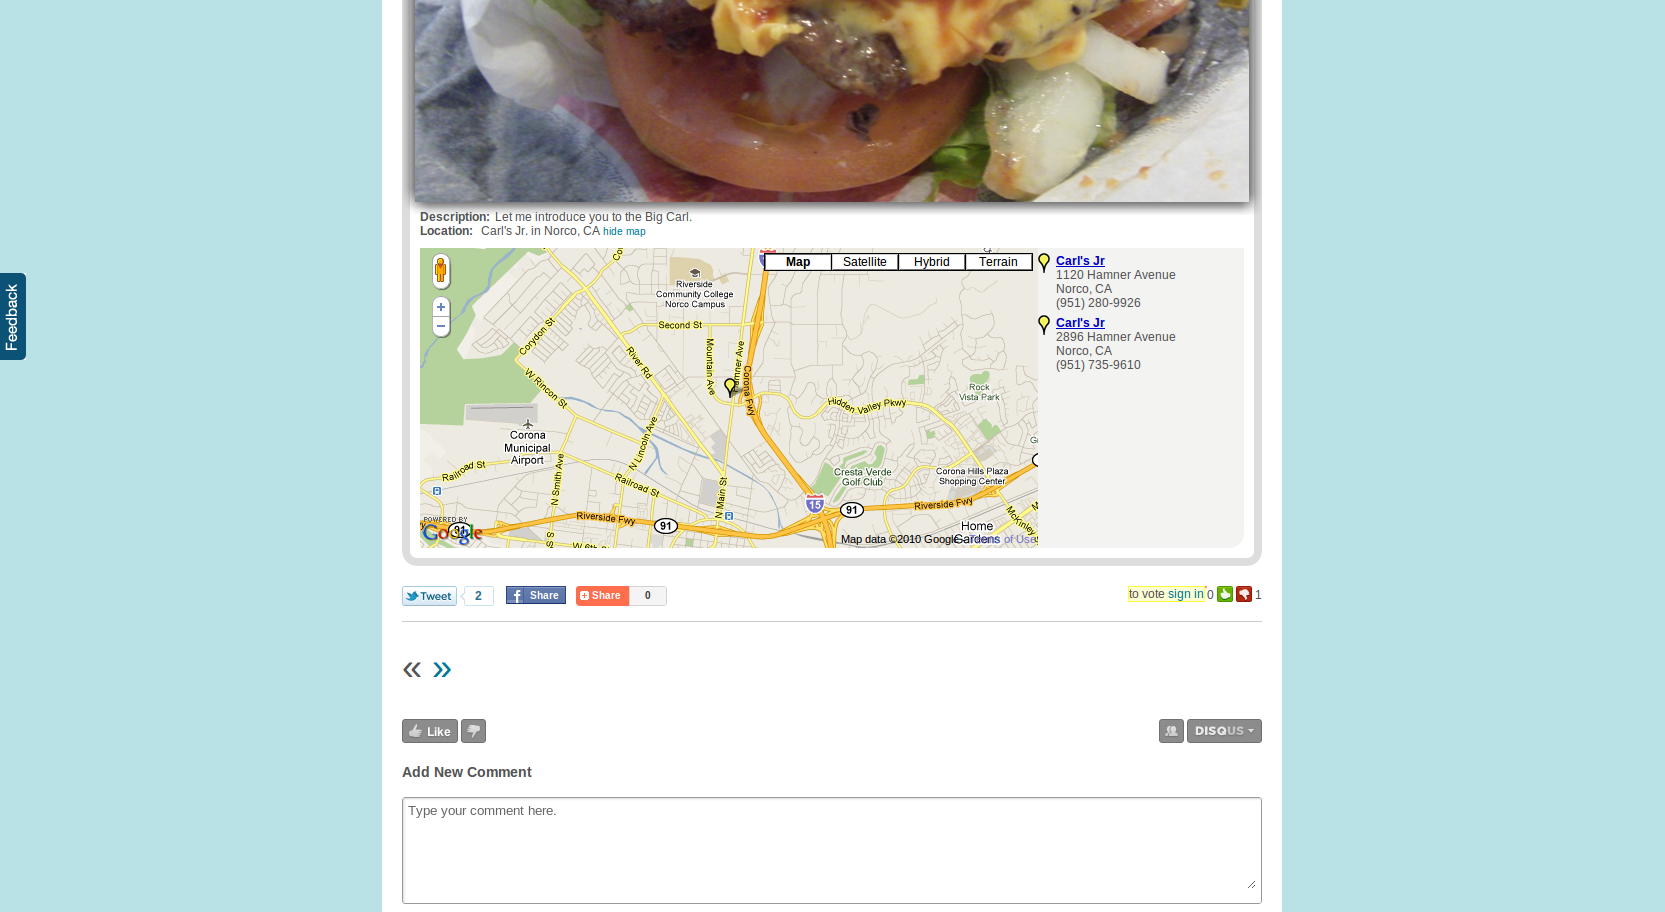 Description: Let me introduce you to the Big Carl.
Location: Carl's Jr. in Norco, CA hide map
Feedback
Map
Satellite
Hybrid
Terrain
Riverside
Community College
Norco Campus
Second St
Corydon St
River Rd
Mountain Ave
Hamner Ave
Corona Fwy
W Rincon St
Hidden Valley Pkwy
Rock
Vista Park
Corona
Municipal
Airport
N Lincoln Ave
Railroad St
N Smith Ave
Railroad St
N Main St
Cresta Verde
Golf Club
Corona Hills Plaza
Shopping Center
15
91
Riverside Fwy
Riverside Fwy
91
91
McKinley
Home
Gardens
W 6th St
POWERED BY
Google
Map data ©2010 Google - Terms of Use
Carl's Jr
1120 Hamner Avenue
Norco, CA
(951) 280-9926
Carl's Jr
2896 Hamner Avenue
Norco, CA
(951) 735-9610
Tweet 2 Share Share 0
to vote sign in 0 1
« »
Like
DISQUS
Add New Comment
Type your comment here.